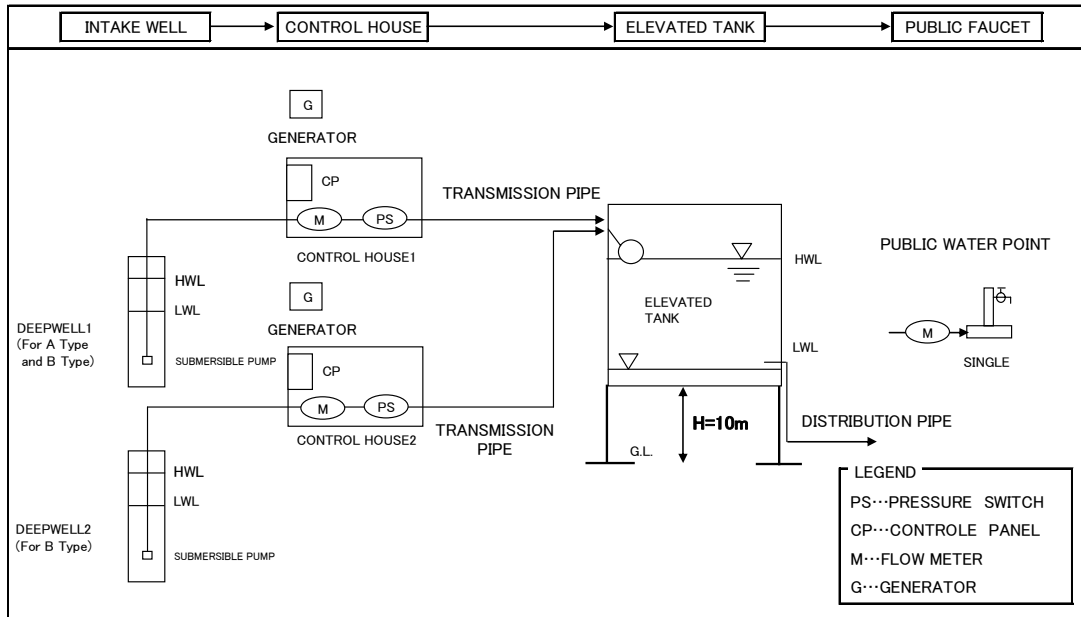 INTAKE WELL
CONTROL HOUSE
ELEVATED TANK
PUBLIC FAUCET
G
GENERATOR
CP
M
PS
CONTROL HOUSE1
TRANSMISSION PIPE
HWL
LWL
DEEPWELL1
(For A Type
and B Type)
SUBMERSIBLE PUMP
G
GENERATOR
CP
M
PS
CONTROL HOUSE2
TRANSMISSION
PIPE
HWL
LWL
DEEPWELL2
(For B Type)
SUBMERSIBLE PUMP
HWL
ELEVATED
TANK
LWL
H=10m
G.L.
DISTRIBUTION PIPE
PUBLIC WATER POINT
M
SINGLE
LEGEND
PS⋯PRESSURE SWITCH
CP⋯CONTROLE PANEL
M⋯FLOW METER
G⋯GENERATOR